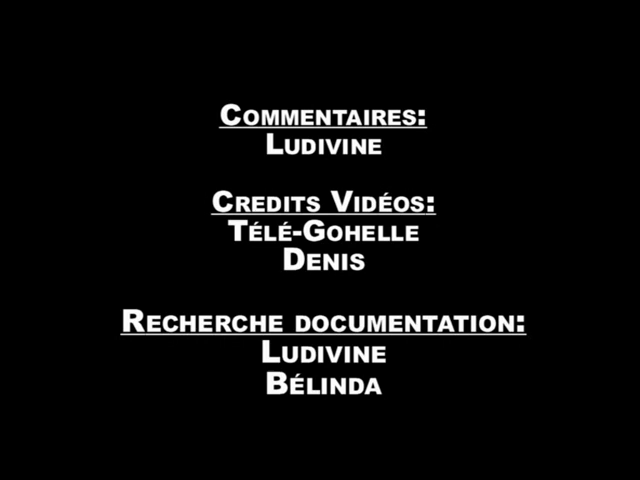 Commentaires:
Ludivine
Credits Vidéos:
Télé-Gohelle
Denis
Recherche documentation:
Ludivine
Bélinda